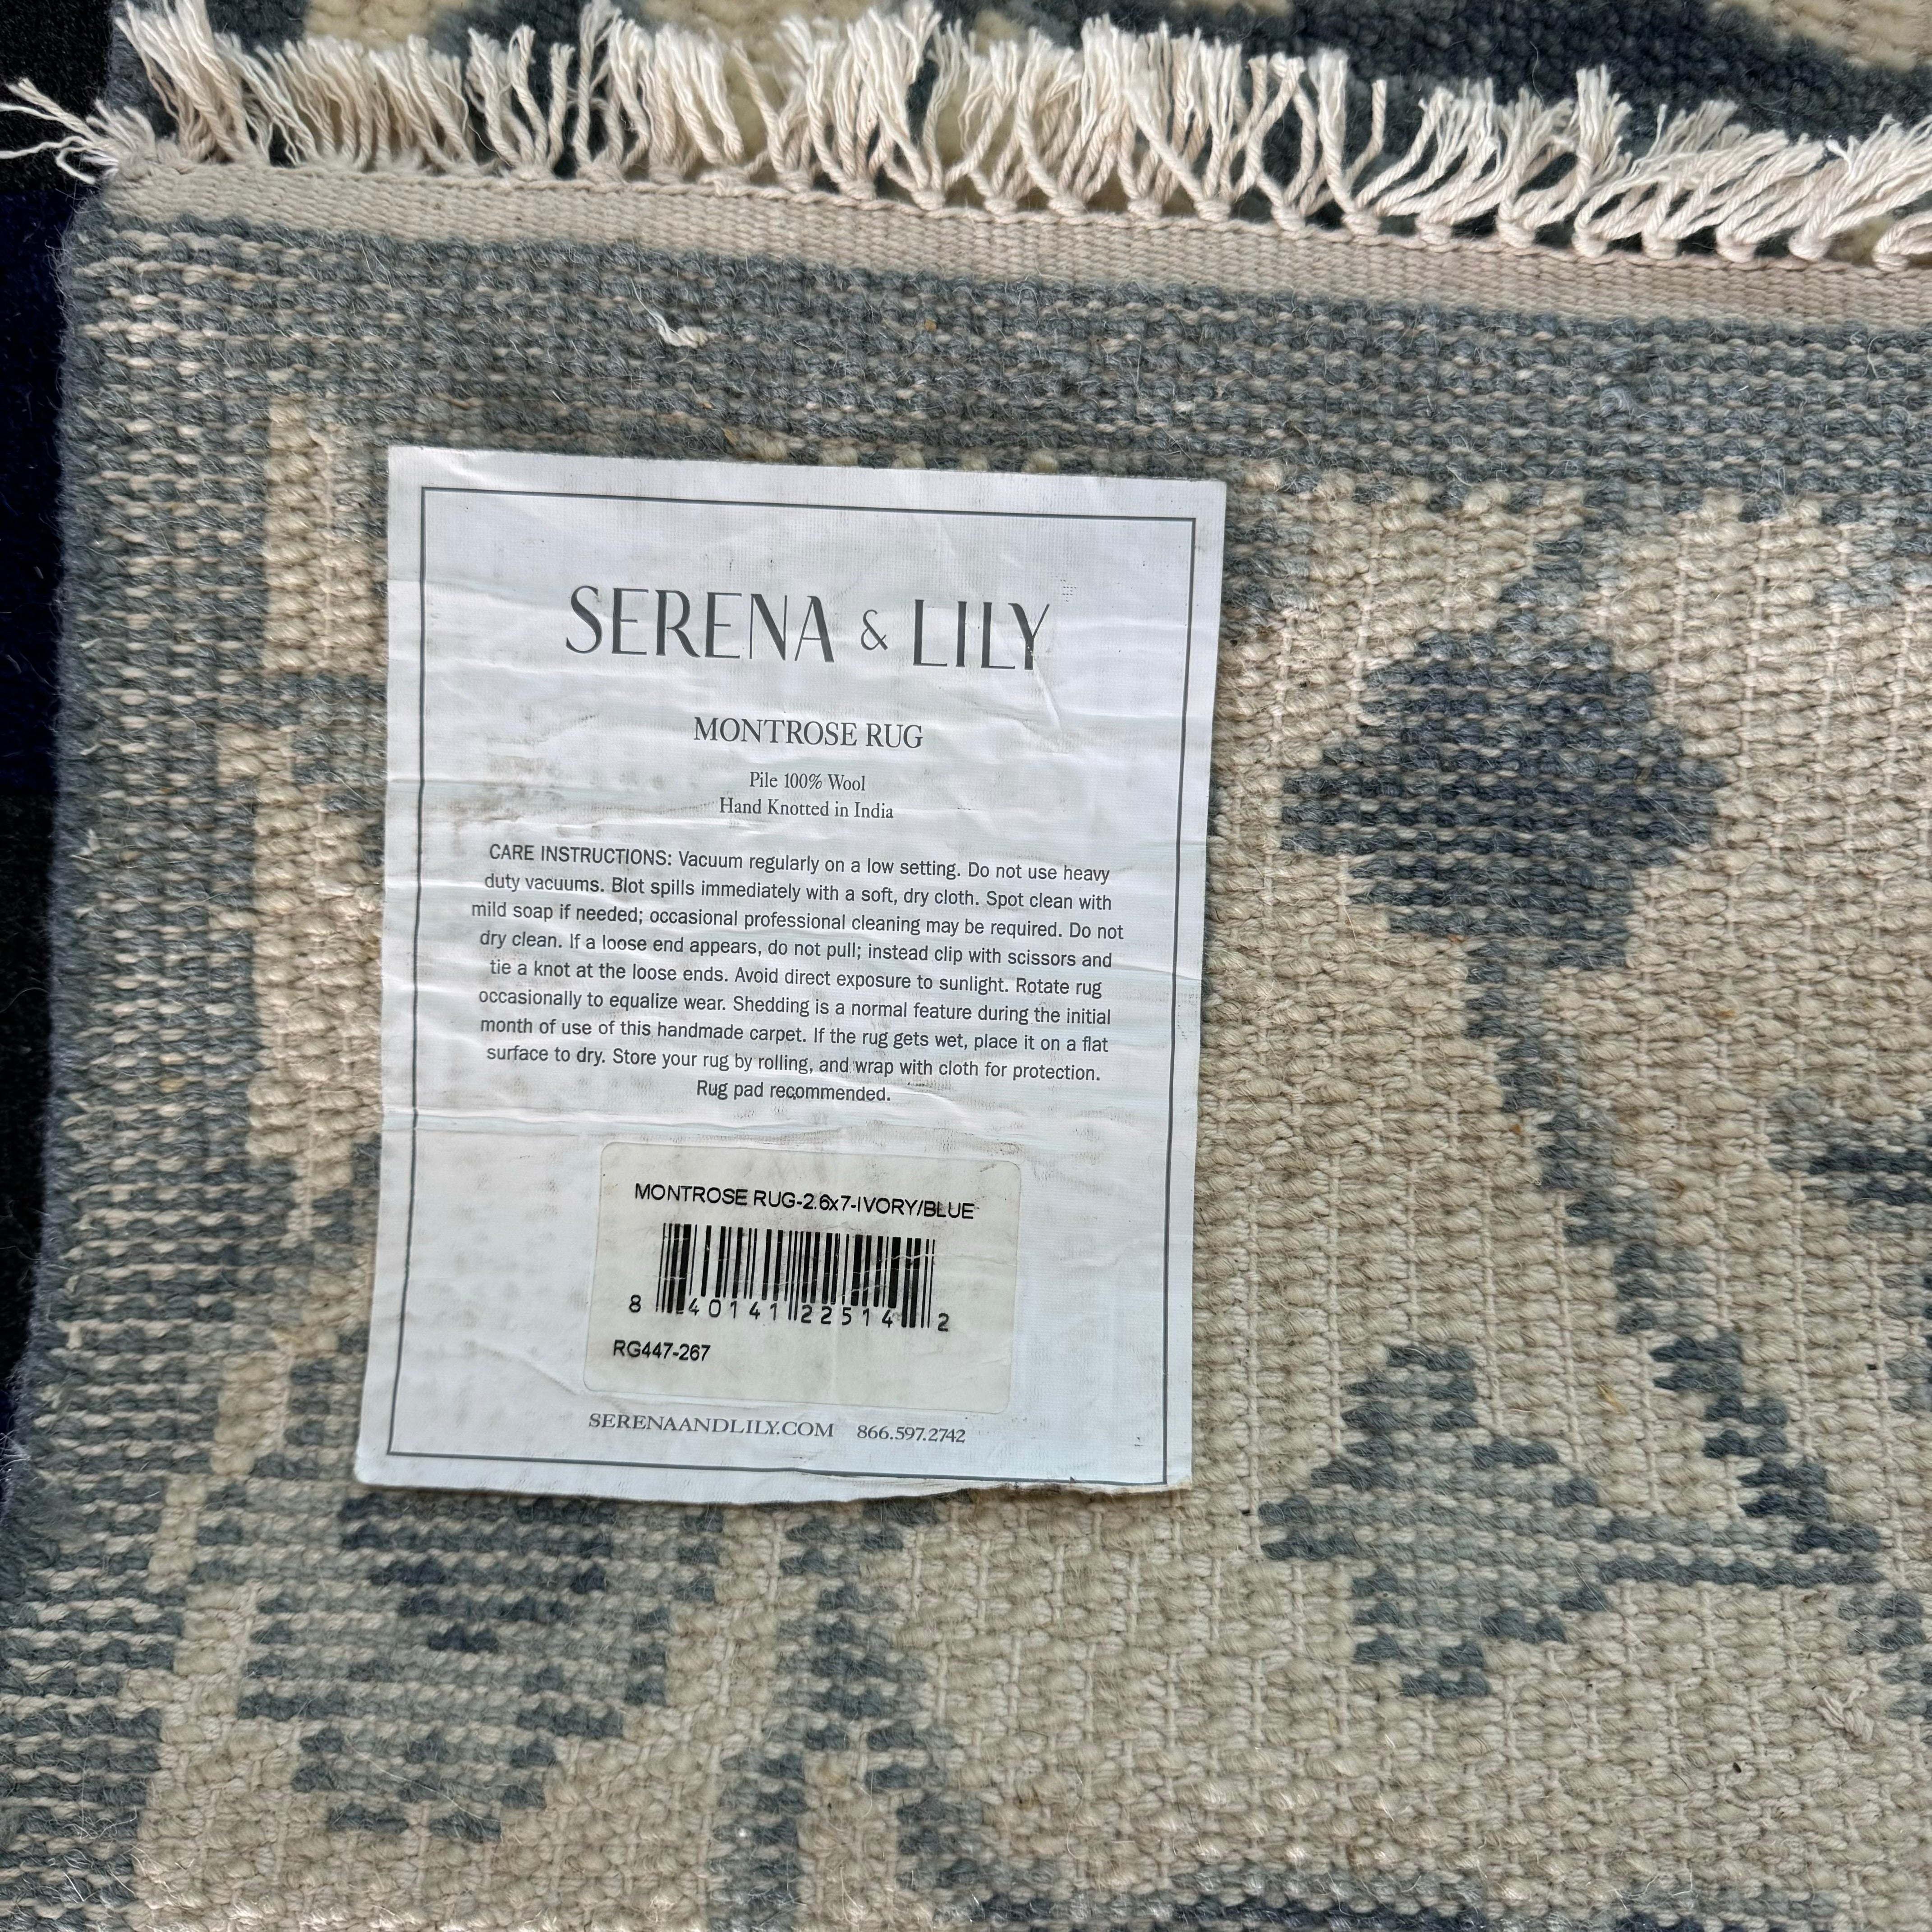 SERENA & LILY
MONTROSE RUG
Pile 100% Wool
Hand Knotted in India
CARE INSTRUCTIONS: Vacuum regularly on a low setting. Do not use heavy
duty vacuums. Blot spills immediately with a soft, dry cloth. Spot clean with
mild soap if needed; occasional professional cleaning may be required. Do not
dry clean. If a loose end appears, do not pull; instead clip with scissors and
tie a knot at the loose ends. Avoid direct exposure to sunlight. Rotate rug
occasionally to equalize wear. Shedding is a normal feature during the initial
month of use of this handmade carpet. If the rug gets wet, place it on a flat
surface to dry. Store your rug by rolling, and wrap with cloth for protection.
Rug pad recommended.
MONTROSE RUG-2.6x7-IVORY/BLUE
8 40141 22514 2
RG447-267
SERENAANDLILY.COM 866.597.2742